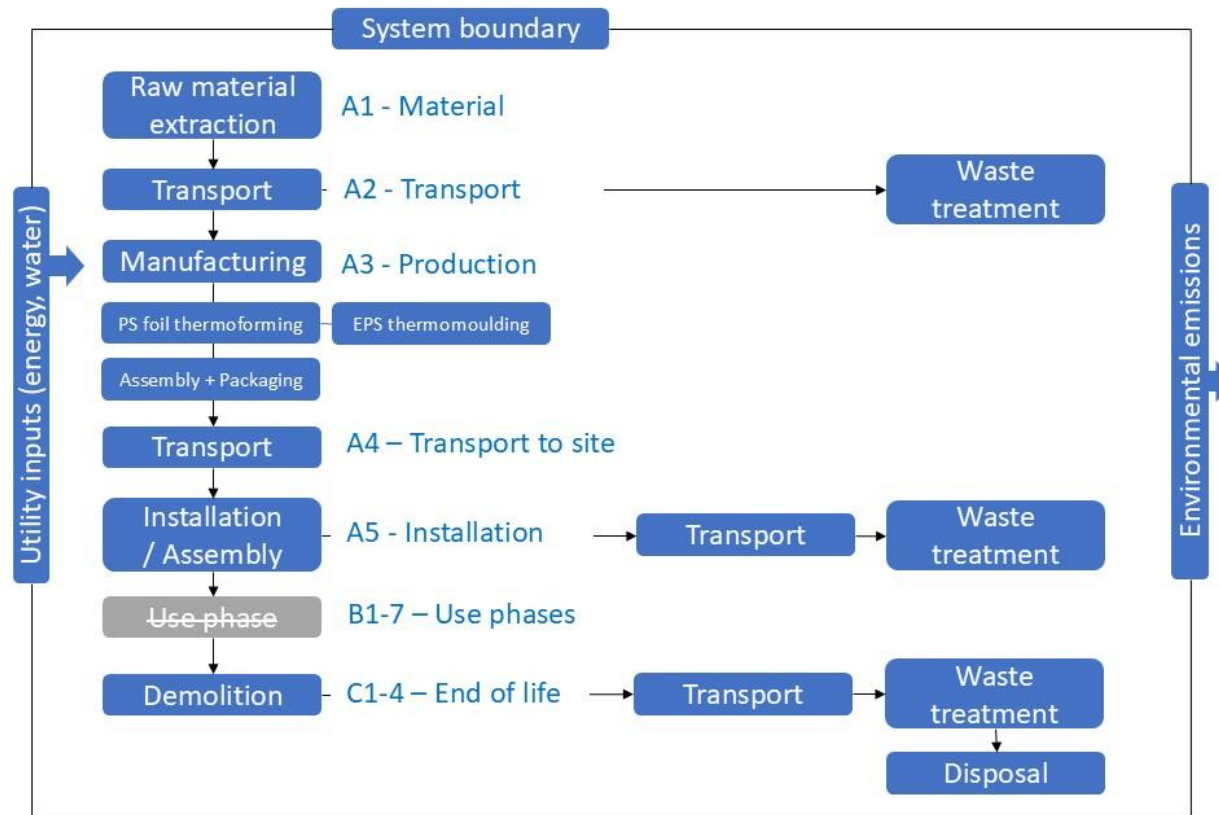 System boundary
Raw material
extraction
A1 - Material
Transport
A2 - Transport
Waste
treatment
Utility inputs (energy, water)
Environmental emissions
Manufacturing
A3 - Production
PS foil thermoforming
EPS thermomoulding
Assembly + Packaging
Transport
A4 – Transport to site
Installation
/ Assembly
A5 - Installation
Transport
Waste
treatment
Use phase
B1-7 – Use phases
Demolition
C1-4 – End of life
Transport
Waste
treatment
Disposal